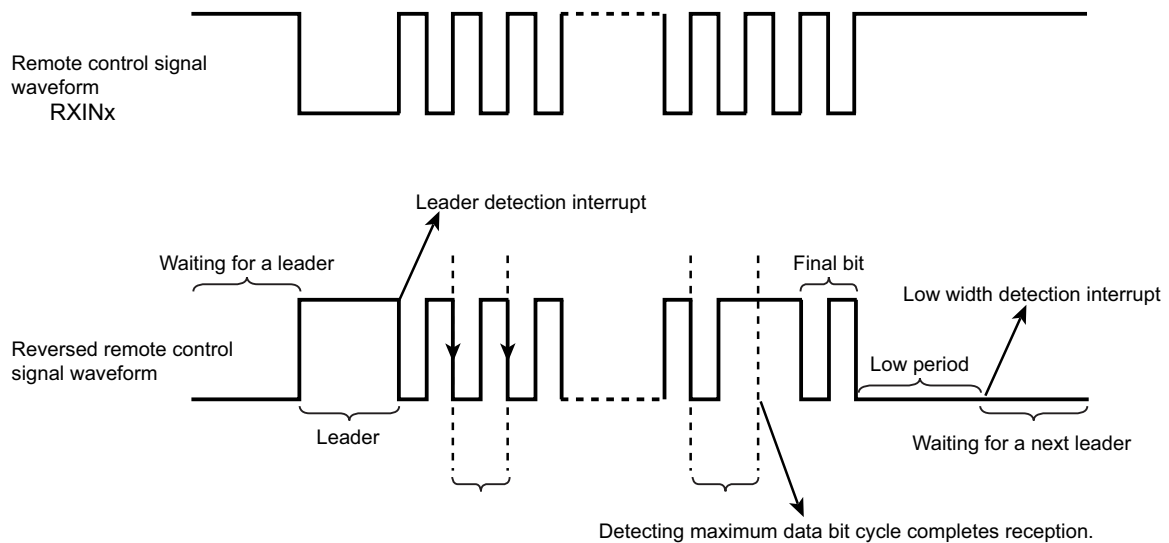 Remote control signal
waveform
RXINx
Leader detection interrupt
Waiting for a leader
Final bit
Low width detection interrupt
Reversed remote control
signal waveform
Low period
Leader
Waiting for a next leader
Detecting maximum data bit cycle completes reception.